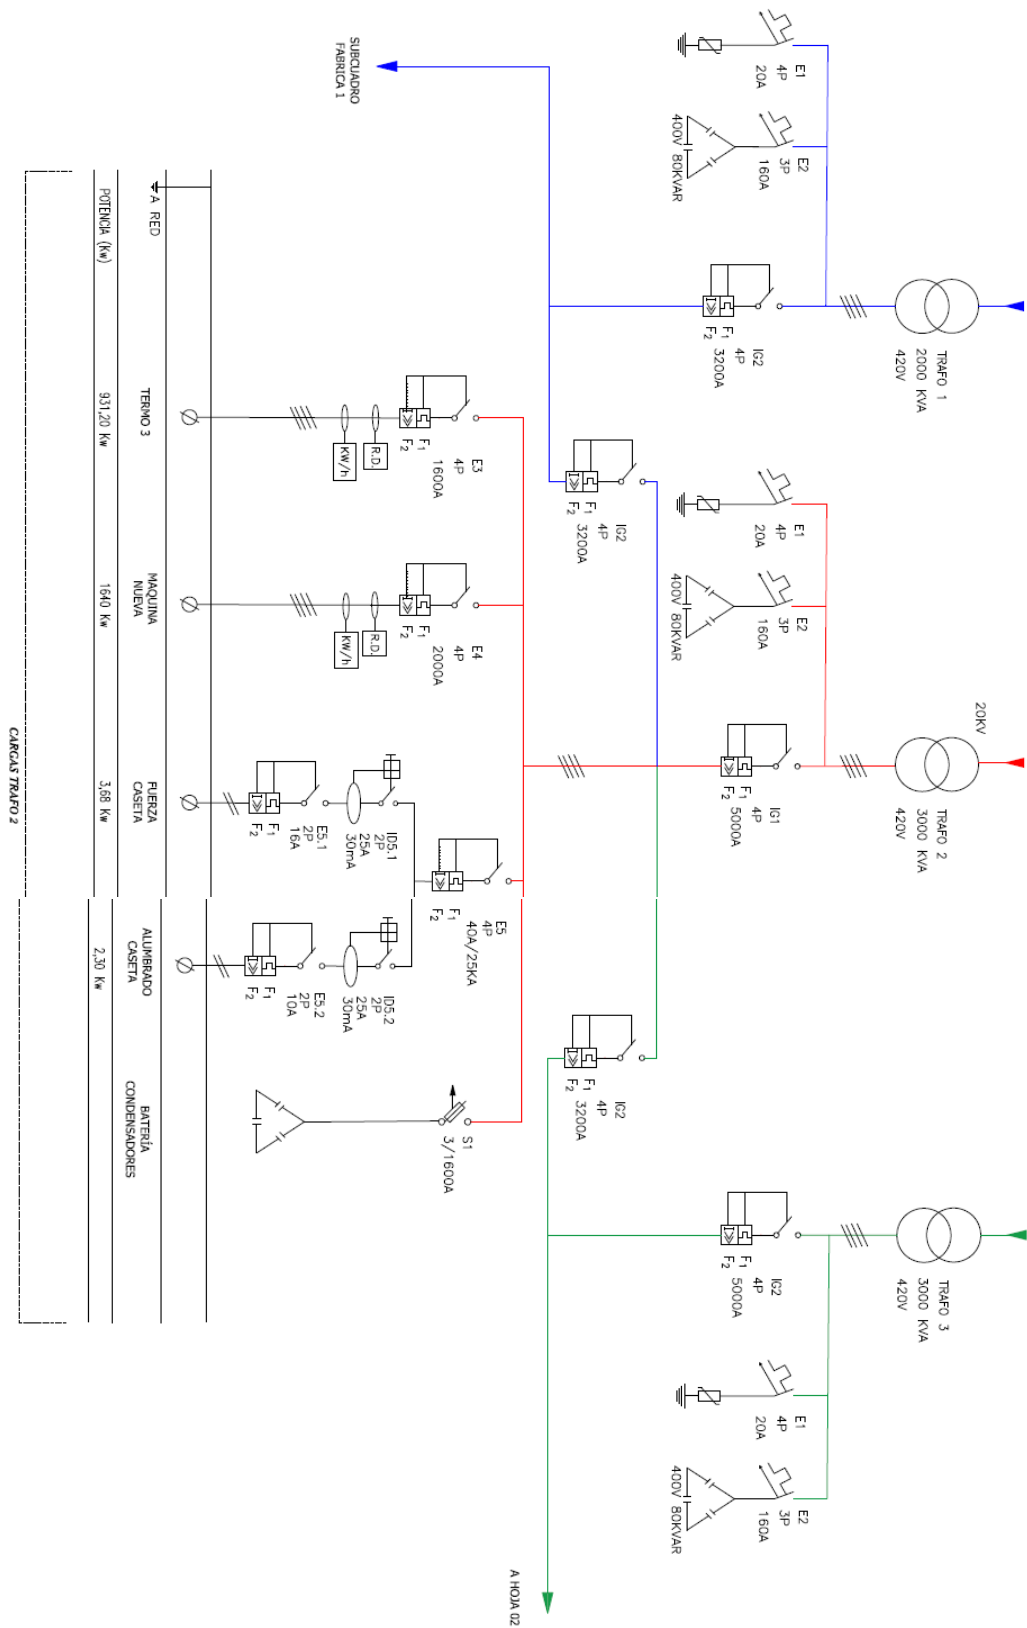 TRAFO 1
2000 KVA
420V
E1
4P
20A
E2
3P
160A
400V 80KVAR
IG2
4P
3200A
F1
F2
SUBCUADRO
FABRICA 1
IG2
4P
3200A
F1
F2
20KV
TRAFO 2
3000 KVA
420V
E1
4P
20A
E2
3P
160A
400V 80KVAR
IG1
4P
5000A
F1
F2
TRAFO 3
3000 KVA
420V
IG2
4P
5000A
F1
F2
E1
4P
20A
E2
3P
160A
400V 80KVAR
IG2
4P
3200A
F1
F2
A HOJA 02
E3
4P
1600A
F1
F2
R.D.
KW/h
E4
4P
2000A
F1
F2
R.D.
KW/h
E5
4P
40A/25KA
F1
F2
ID5.1
2P
25A
30mA
E5.1
2P
16A
F1
F2
ID5.2
2P
25A
30mA
E5.2
2P
10A
F1
F2
S1
3/1600A
A RED
TERMO 3
MAQUINA
NUEVA
FUERZA
CASETA
ALUMBRADO
CASETA
BATERÍA
CONDENSADORES
POTENCIA (Kw)
931,20 Kw
1640 Kw
3,68 Kw
2,30 Kw
CARGAS TRAFO 2